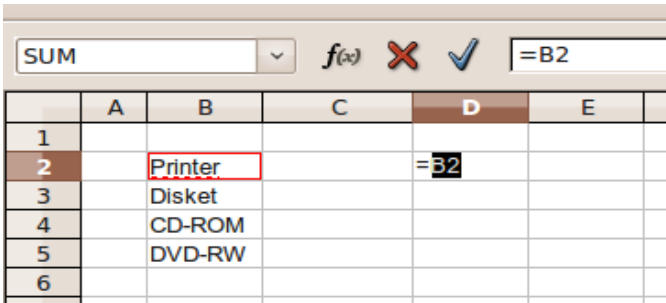 SUM f(x) =B2
A B C D E
1
2 Printer =B2
3 Disket
4 CD-ROM
5 DVD-RW
6